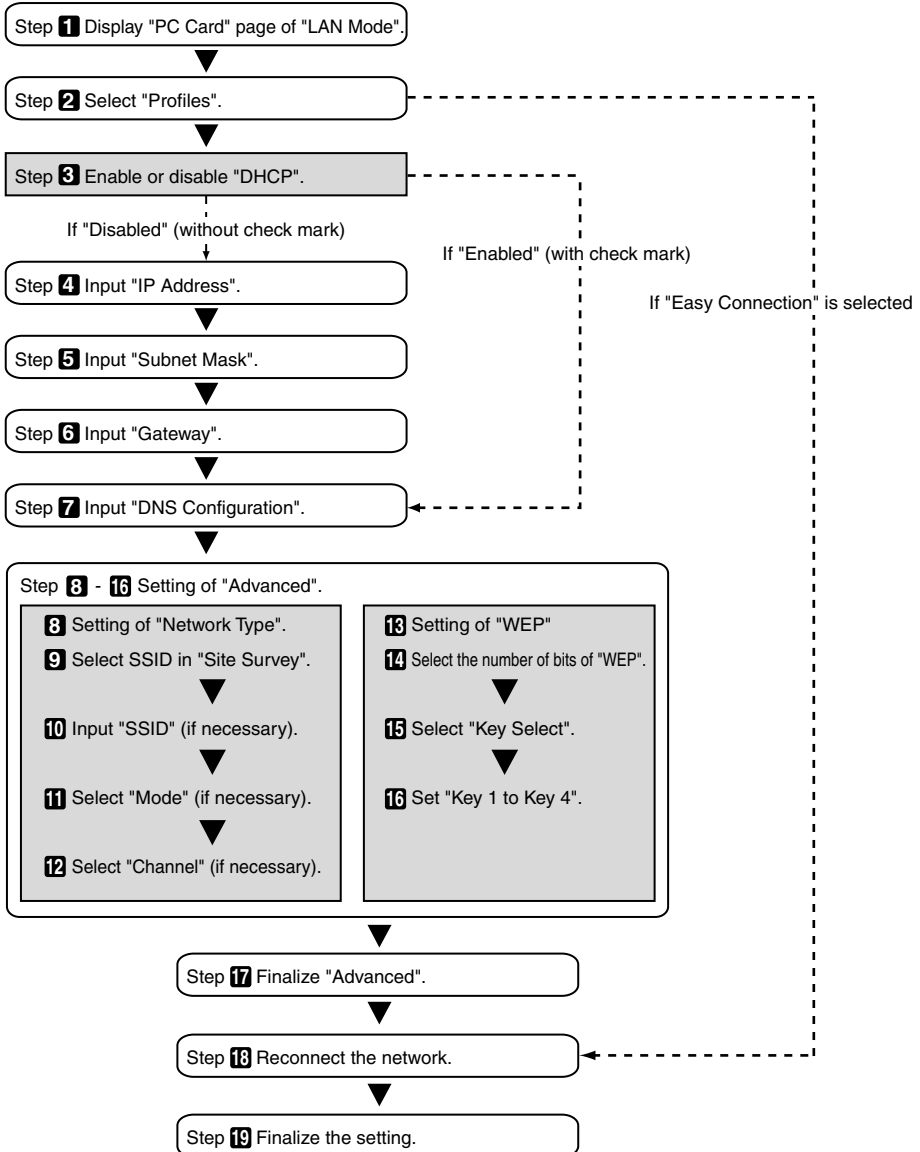 Step 1 Display "PC Card" page of "LAN Mode".
Step 2 Select "Profiles".
Step 3 Enable or disable "DHCP".
If "Disabled" (without check mark)
If "Enabled" (with check mark)
If "Easy Connection" is selected
Step 4 Input "IP Address".
Step 5 Input "Subnet Mask".
Step 6 Input "Gateway".
Step 7 Input "DNS Configuration".
Step 8 - 16 Setting of "Advanced".
8 Setting of "Network Type".
9 Select SSID in "Site Survey".
10 Input "SSID" (if necessary).
11 Select "Mode" (if necessary).
12 Select "Channel" (if necessary).
13 Setting of "WEP"
14 Select the number of bits of "WEP".
15 Select "Key Select".
16 Set "Key 1 to Key 4".
Step 17 Finalize "Advanced".
Step 18 Reconnect the network.
Step 19 Finalize the setting.